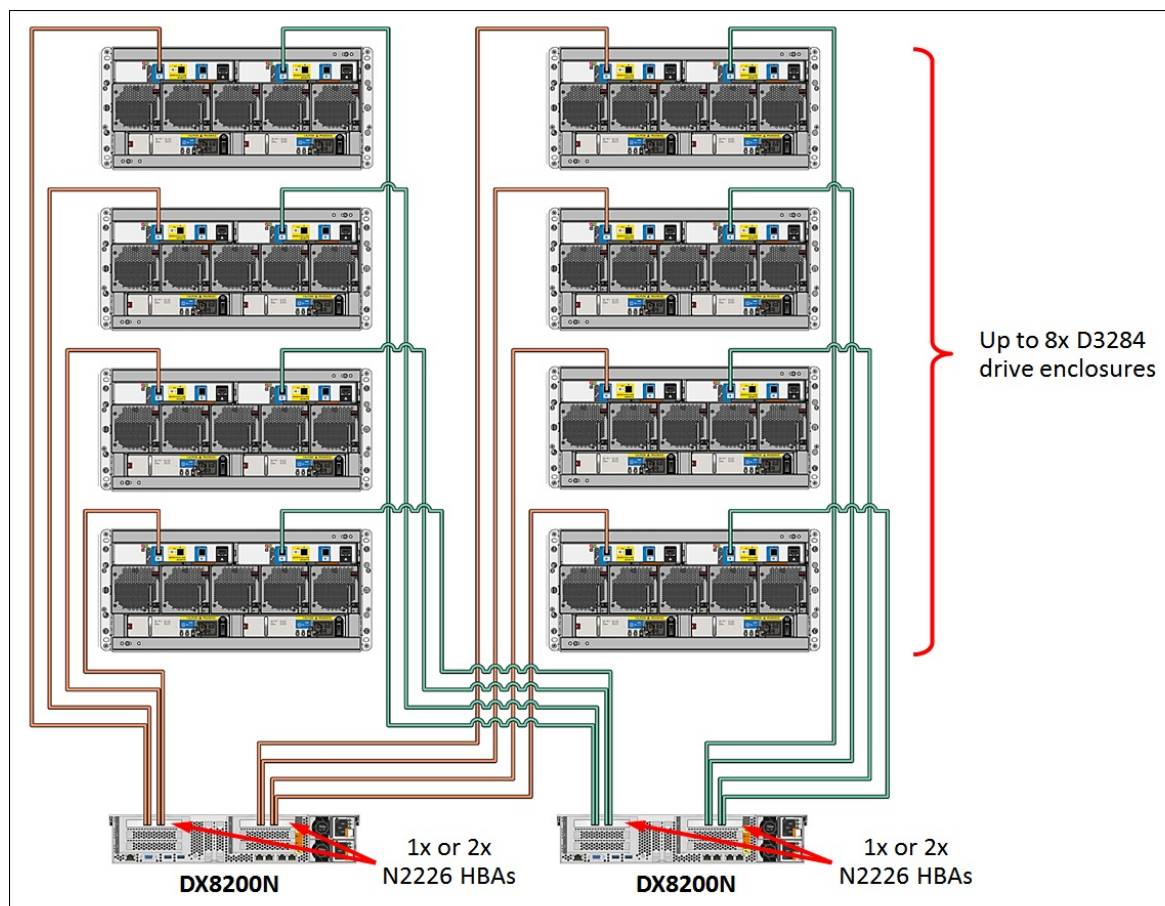 Up to 8x D3284
drive enclosures
1x or 2x
N2226 HBAs
DX8200N
1x or 2x
N2226 HBAs
DX8200N